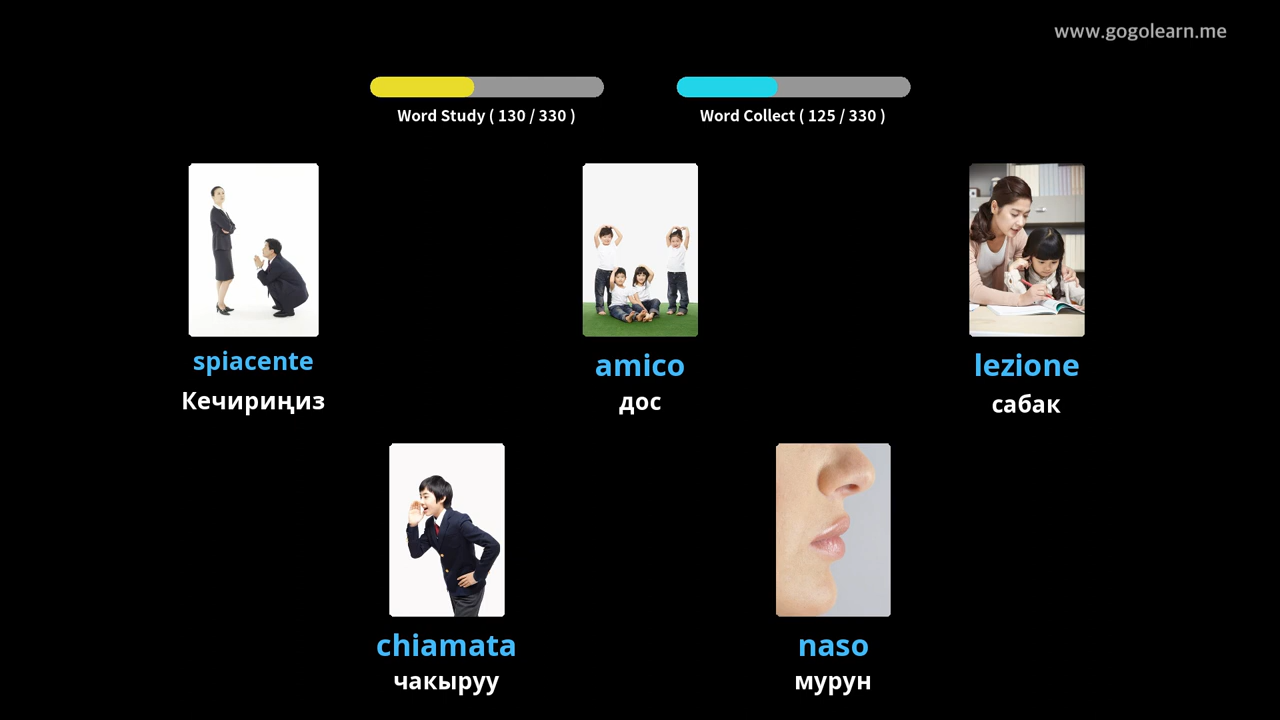 www.gogolearn.me
Word Study ( 130 / 330 )
Word Collect ( 125 / 330 )
spiacente
Кечириңиз
amico
дос
lezione
сабак
chiamata
чакыруу
naso
мурун